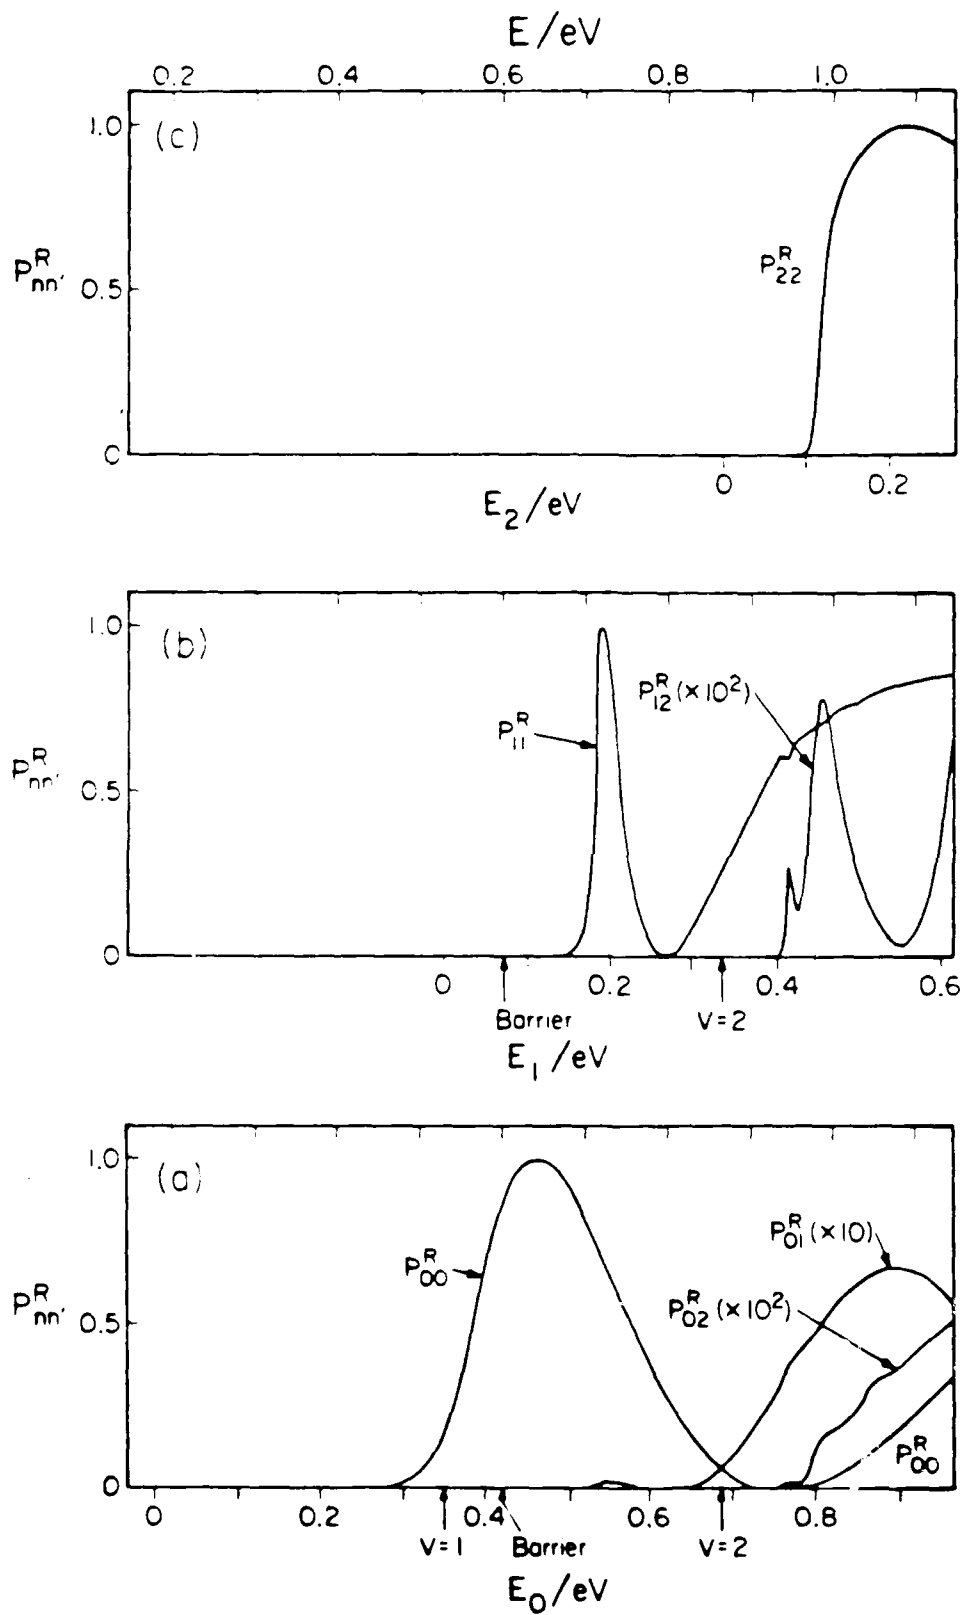 E/eV
0.2 0.4 0.6 0.8 1.0
(c)
1.0
P^R_22
P^R_nn'
0.5
0
0 0.2
E_2/eV
(b)
1.0
P^R_12 (×10^2)
P^R_11
P^R_nn'
0.5
0
0 0.2 0.4 0.6
Barrier V=2
E_1/eV
(a)
1.0
P^R_01 (×10)
P^R_00
P^R_02 (×10^2)
P^R_nn'
0.5
P^R_00
0
0 0.2 0.4 0.6 0.8
V=1 Barrier V=2
E_0/eV